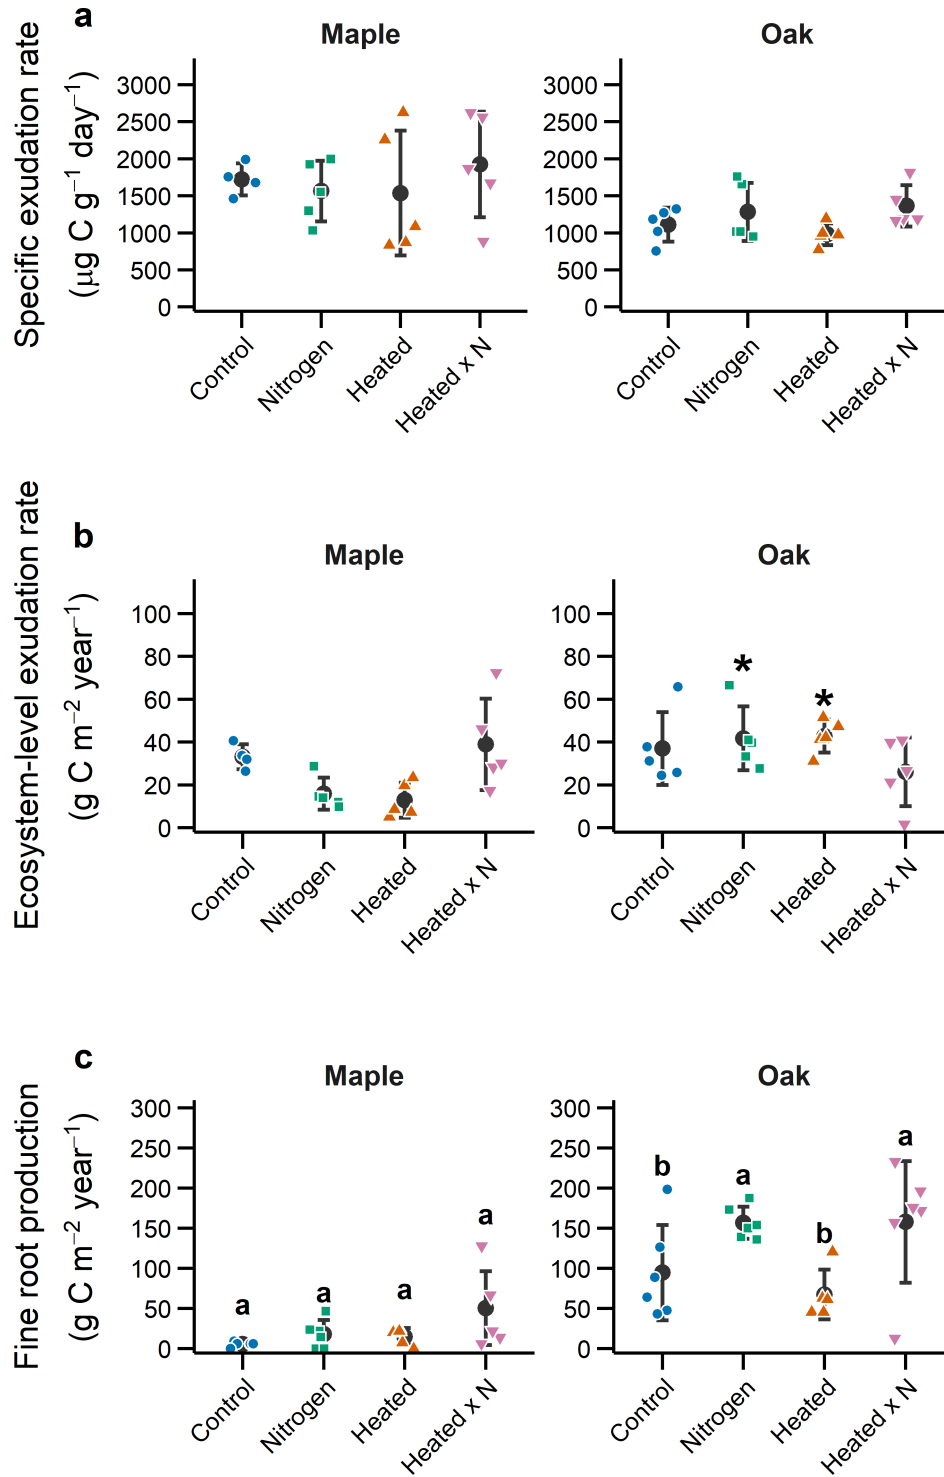 a
Maple
Oak
Specific exudation rate
(μg C g⁻¹ day⁻¹)
3000
2500
2000
1500
1000
500
0
3000
2500
2000
1500
1000
500
0
Control
Nitrogen
Heated
Heated x N
Control
Nitrogen
Heated
Heated x N
b
Maple
Oak
Ecosystem-level exudation rate
(g C m⁻² year⁻¹)
100
80
60
40
20
0
100
80
60
40
20
0
*
*
Control
Nitrogen
Heated
Heated x N
Control
Nitrogen
Heated
Heated x N
c
Maple
Oak
Fine root production
(g C m⁻² year⁻¹)
300
250
200
150
100
50
0
a
a
a
a
300
250
200
150
100
50
0
b
a
b
a
Control
Nitrogen
Heated
Heated x N
Control
Nitrogen
Heated
Heated x N